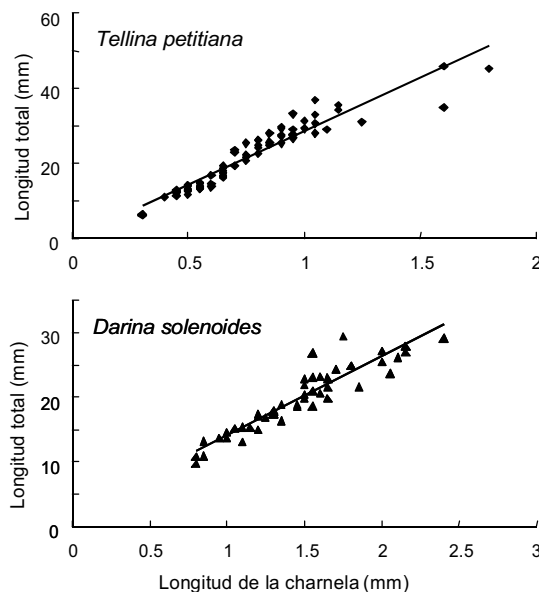 60
Tellina petitiana
40
20
0
Longitud total (mm)
0 0.5 1 1.5 2
Darina solenoides
30
20
10
0
Longitud total (mm)
0 0.5 1 1.5 2 2.5 3
Longitud de la charnela (mm)